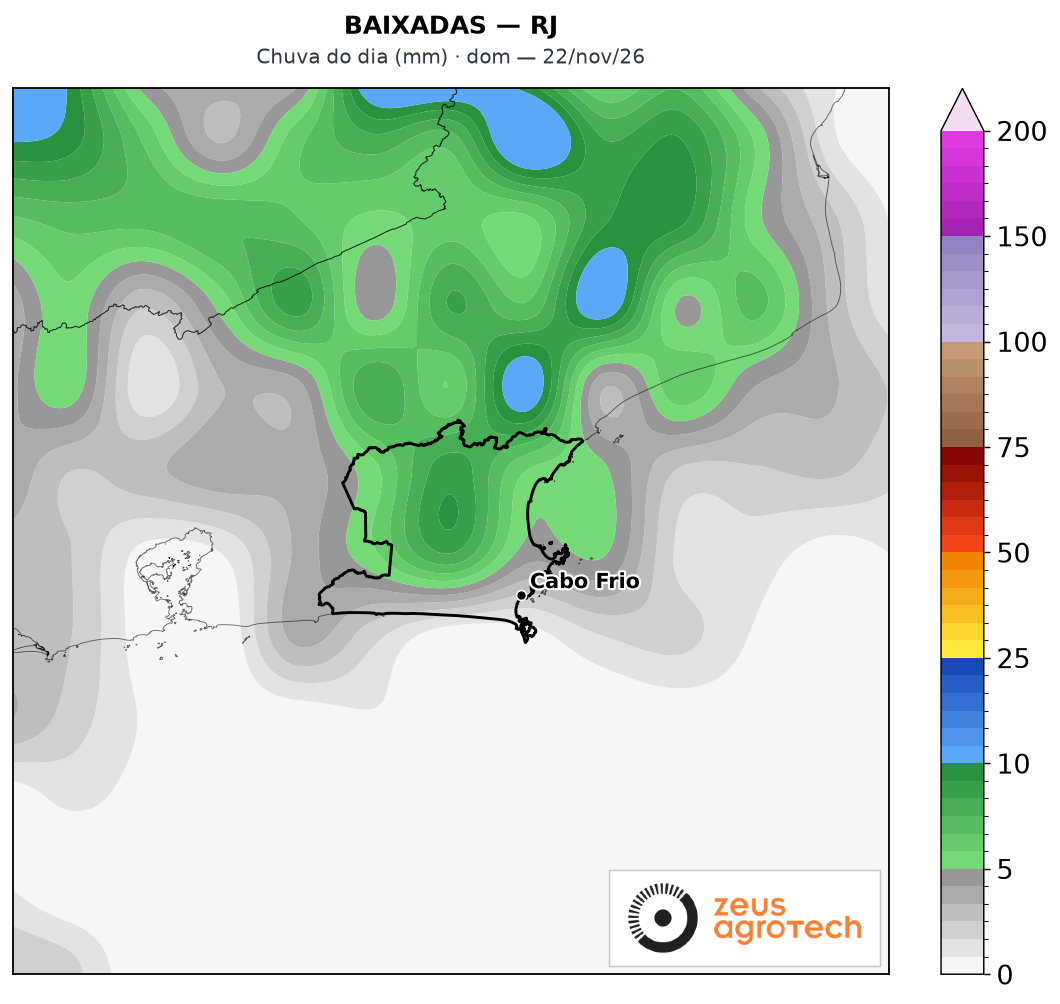 BAIXADAS — RJ
Chuva do dia (mm) · dom — 22/nov/26
200
150
100
75
50
25
10
5
0
Cabo Frio
zeus
agrotech